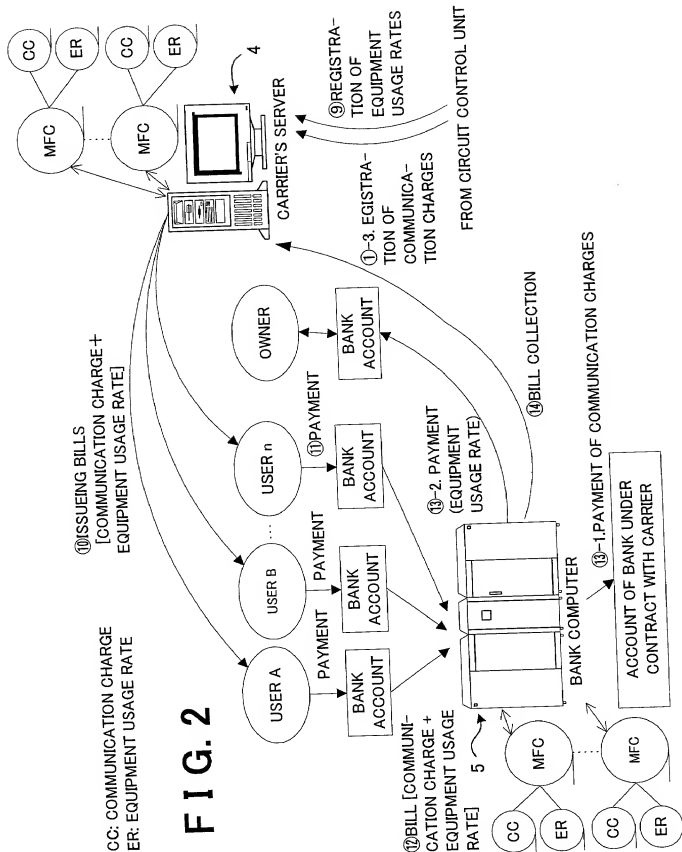 CC: COMMUNICATION CHARGE
ER: EQUIPMENT USAGE RATE
FIG. 2
⑩ISSUEING BILLS
[COMMUNICATION CHARGE+
EQUIPMENT USAGE RATE]
MFC
CC
ER
MFC
CC
ER
4
CARRIER'S SERVER
USER A
USER B
USER n
OWNER
PAYMENT
PAYMENT
⑪PAYMENT
BANK
ACCOUNT
BANK
ACCOUNT
BANK
ACCOUNT
BANK
ACCOUNT
①-3. EGISTRA-
TION OF
COMMUNICA-
TION CHARGES
⑨REGISTRA-
TION OF
EQUIPMENT
USAGE RATES
FROM CIRCUIT CONTROL UNIT
⑫BILL [COMMUNI-
CATION CHARGE +
EQUIPMENT USAGE
RATE]
5
BANK COMPUTER
⑬-2. PAYMENT
(EQUIPMENT
USAGE RATE)
⑭BILL COLLECTION
MFC
CC
ER
MFC
CC
ER
⑬-1.PAYMENT OF COMMUNICATION CHARGES
ACCOUNT OF BANK UNDER
CONTRACT WITH CARRIER